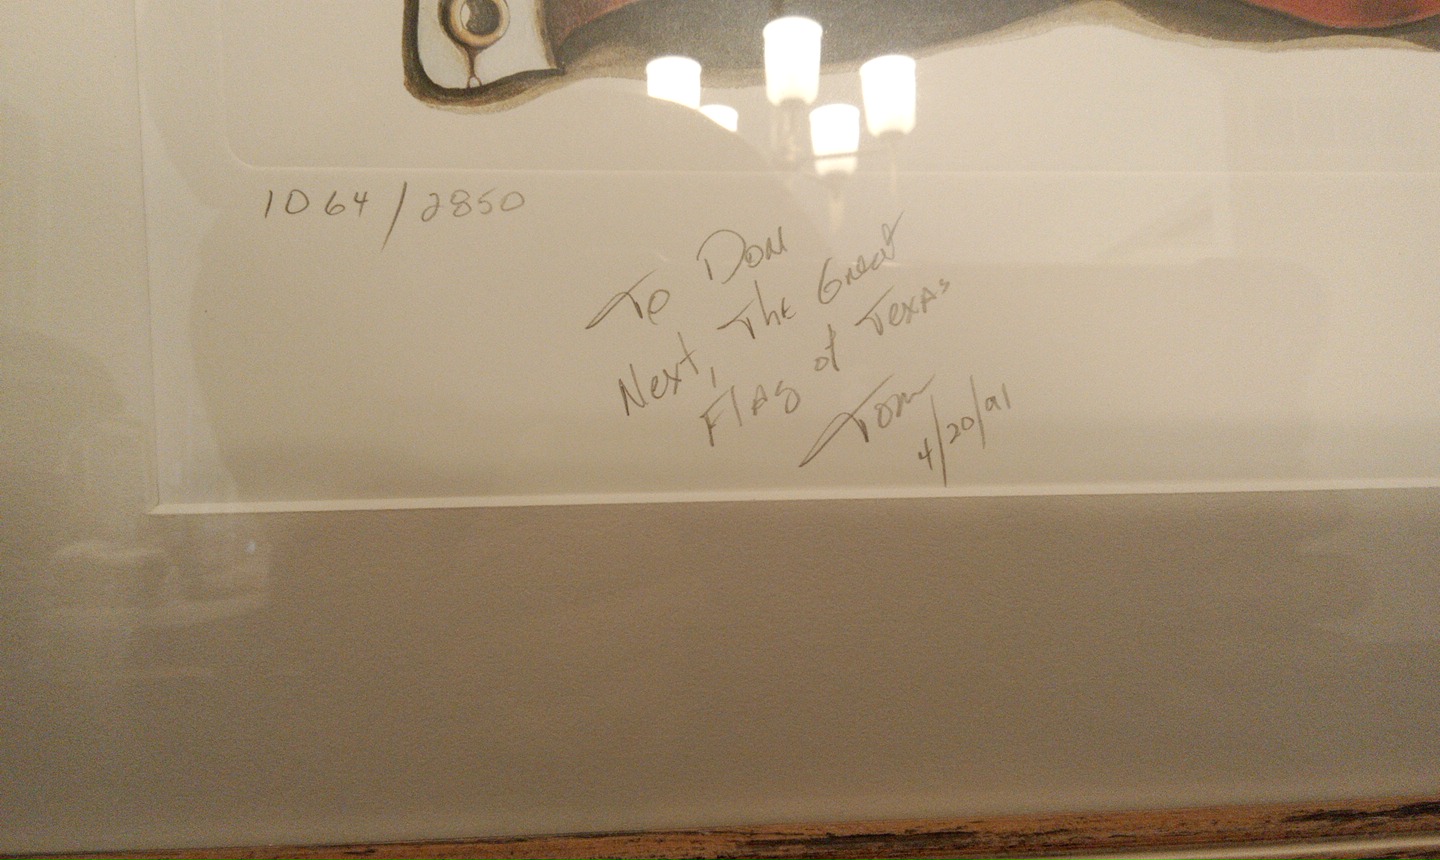 1064/2850
To Don
Next, The Great
Flag of Texas
Tom
4/20/91